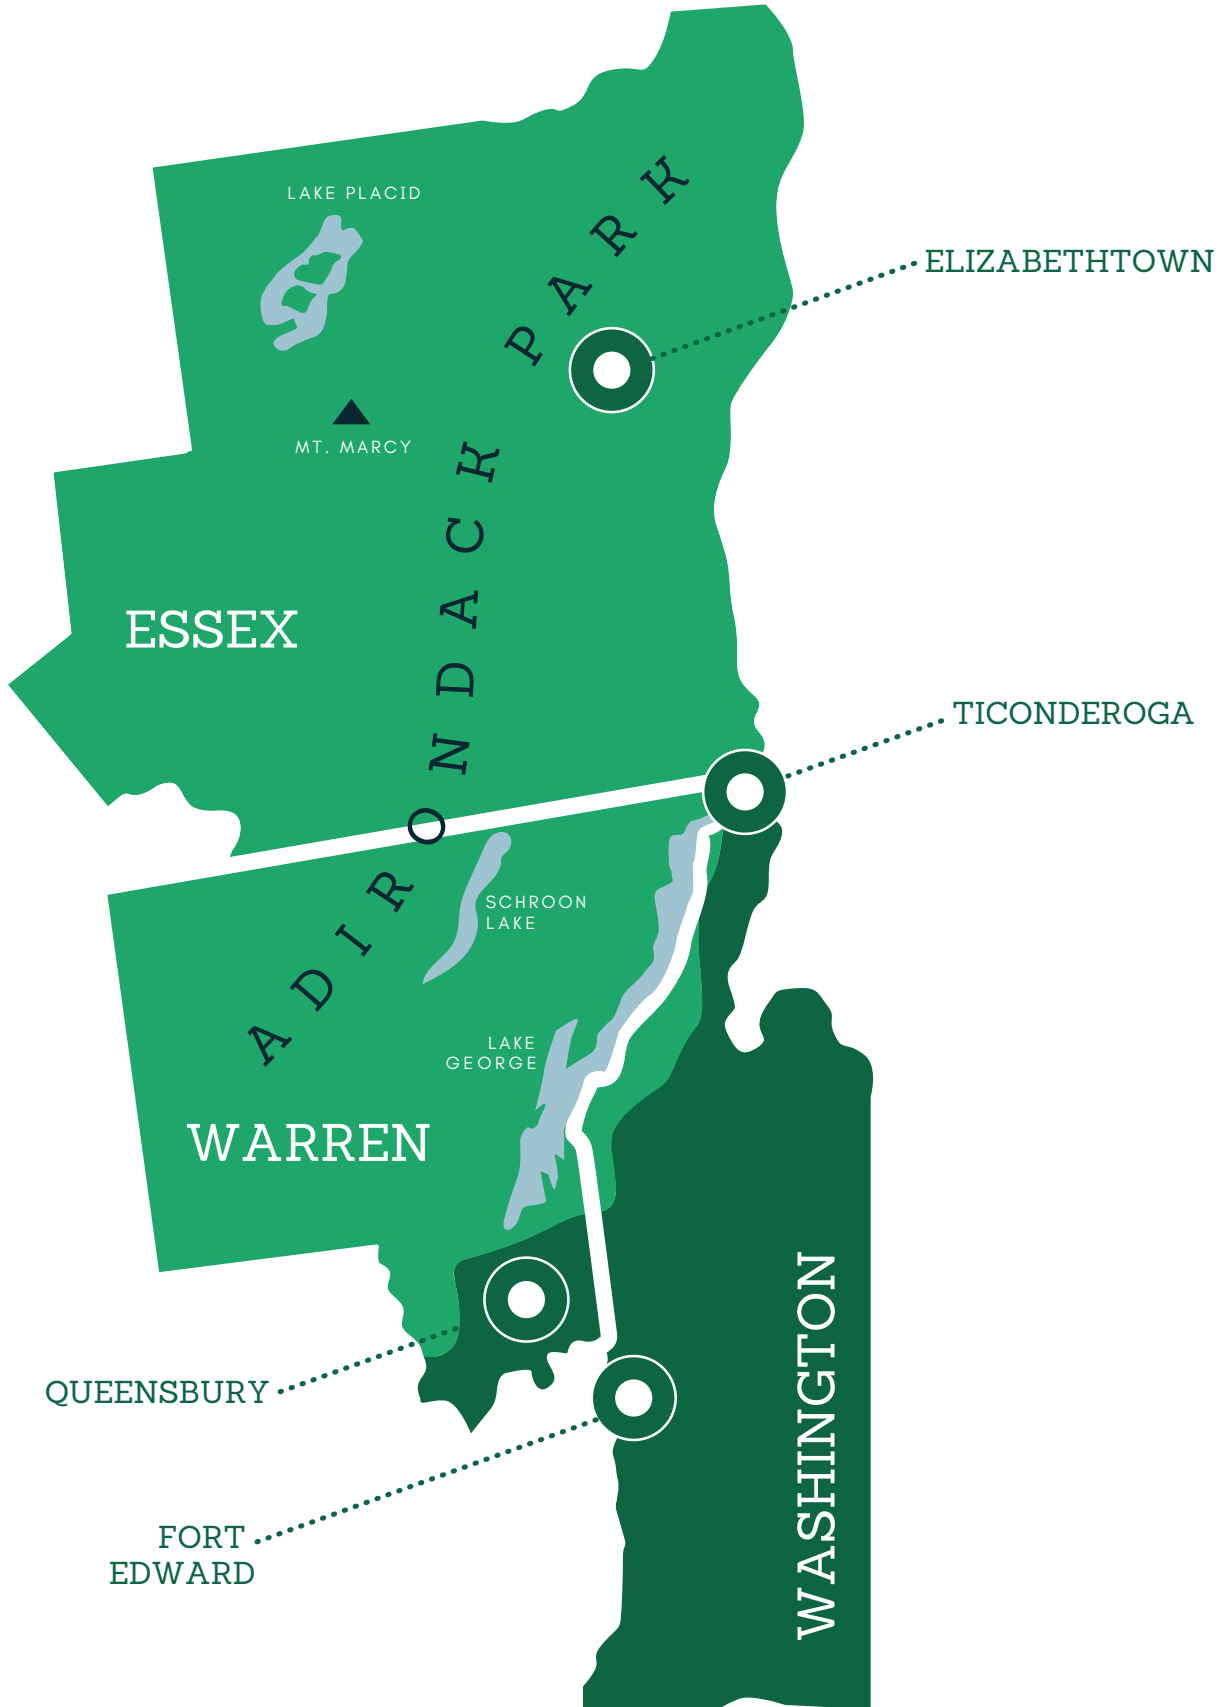 LAKE PLACID
ELIZABETHTOWN
MT. MARCY
ADIRONDACK PARK
ESSEX
TICONDEROGA
SCHROON
LAKE
LAKE
GEORGE
WARREN
WASHINGTON
QUEENSBURY
FORT
EDWARD